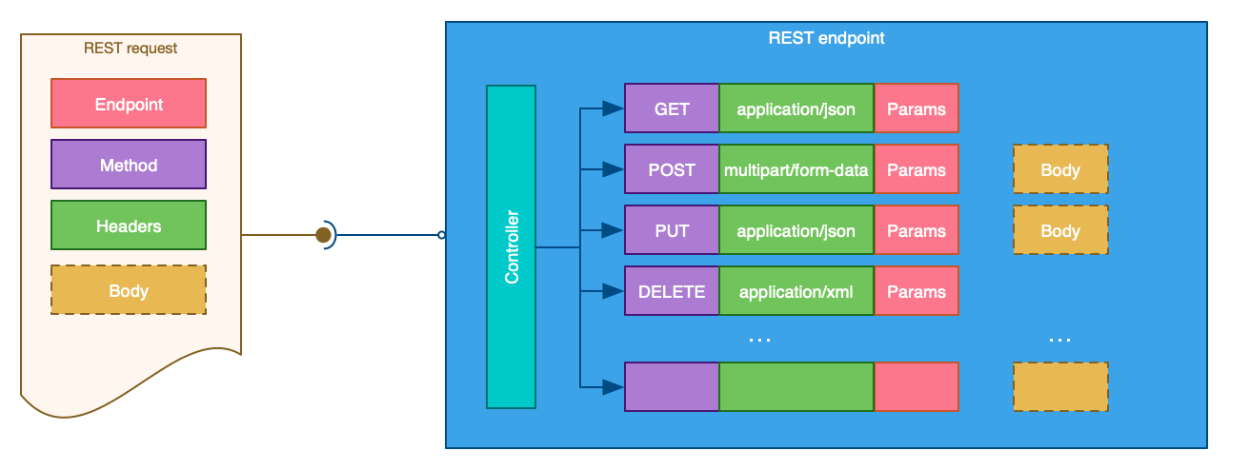 REST request
Endpoint
Method
Headers
Body
REST endpoint
Controller
GET application/json Params
POST multipart/form-data Params Body
PUT application/json Params Body
DELETE application/xml Params
... ...